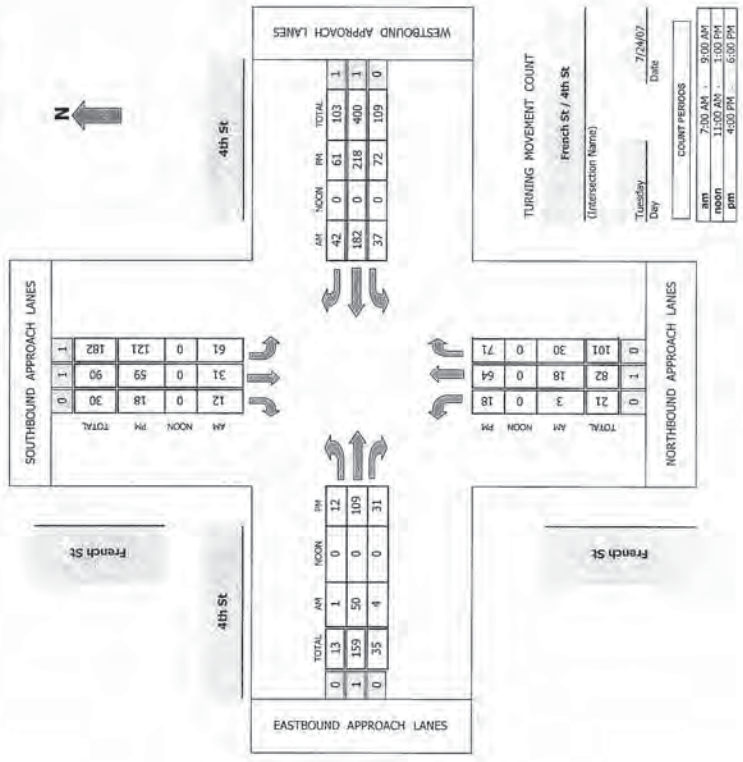 N
SOUTHBOUND APPROACH LANES
0 1 1
30 90 182 TOTAL
18 59 121 PM
0 0 0 NOON
12 31 61 AM
French St
4th St
4th St
WESTBOUND APPROACH LANES
AM NOON PM TOTAL
42 0 61 103 1
182 0 218 400 1
37 0 72 109 0
EASTBOUND APPROACH LANES
TOTAL AM NOON PM
0 13 1 0 12
1 159 50 0 109
0 35 4 0 31
PM 18 64 71
NOON 0 0 0
AM 3 18 30
TOTAL 21 82 101
0 1 0
NORTHBOUND APPROACH LANES
French St
TURNING MOVEMENT COUNT
French St / 4th St
(Intersection Name)
Tuesday 7/24/07
Day Date
COUNT PERIODS
am 7:00 AM - 9:00 AM
noon 11:00 AM - 1:00 PM
pm 4:00 PM - 6:00 PM